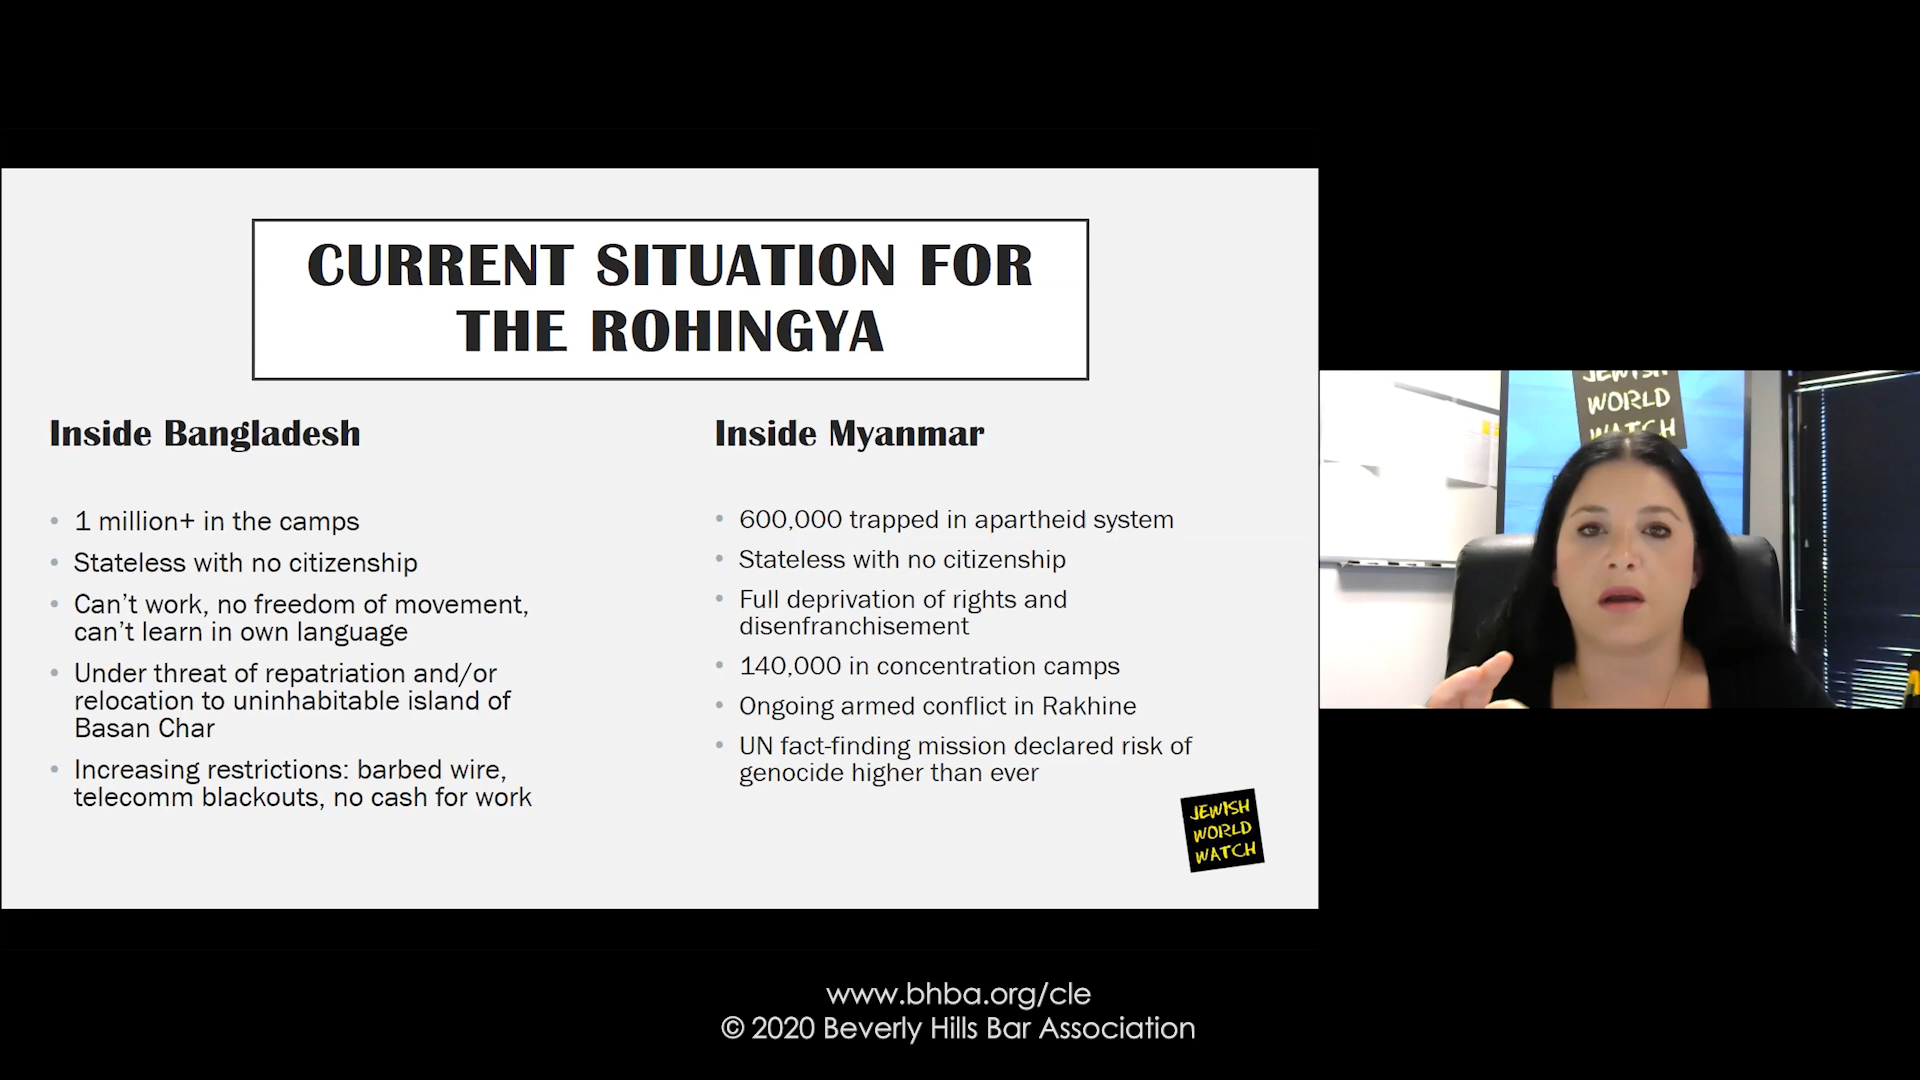 CURRENT SITUATION FOR
THE ROHINGYA
Inside Bangladesh
• 1 million+ in the camps
• Stateless with no citizenship
• Can’t work, no freedom of movement,
can’t learn in own language
• Under threat of repatriation and/or
relocation to uninhabitable island of
Basan Char
• Increasing restrictions: barbed wire,
telecomm blackouts, no cash for work
Inside Myanmar
• 600,000 trapped in apartheid system
• Stateless with no citizenship
• Full deprivation of rights and
disenfranchisement
• 140,000 in concentration camps
• Ongoing armed conflict in Rakhine
• UN fact-finding mission declared risk of
genocide higher than ever
JEWISH
WORLD
WATCH
JEWISH
WORLD
WATCH
www.bhba.org/cle
© 2020 Beverly Hills Bar Association